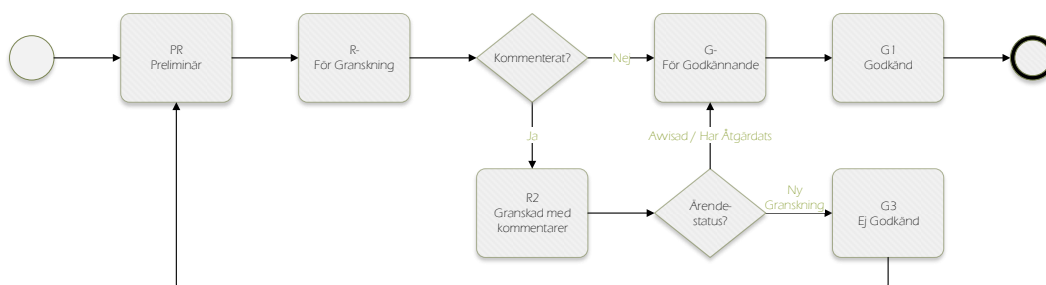 PR
Preliminär
R-
För Granskning
Kommenterat?
Nej
G-
För Godkännande
G1
Godkänd
Ja
Avvisad / Har Åtgärdats
R2
Granskad med
kommentarer
Ärende-
status?
Ny
Granskning
G3
Ej Godkänd